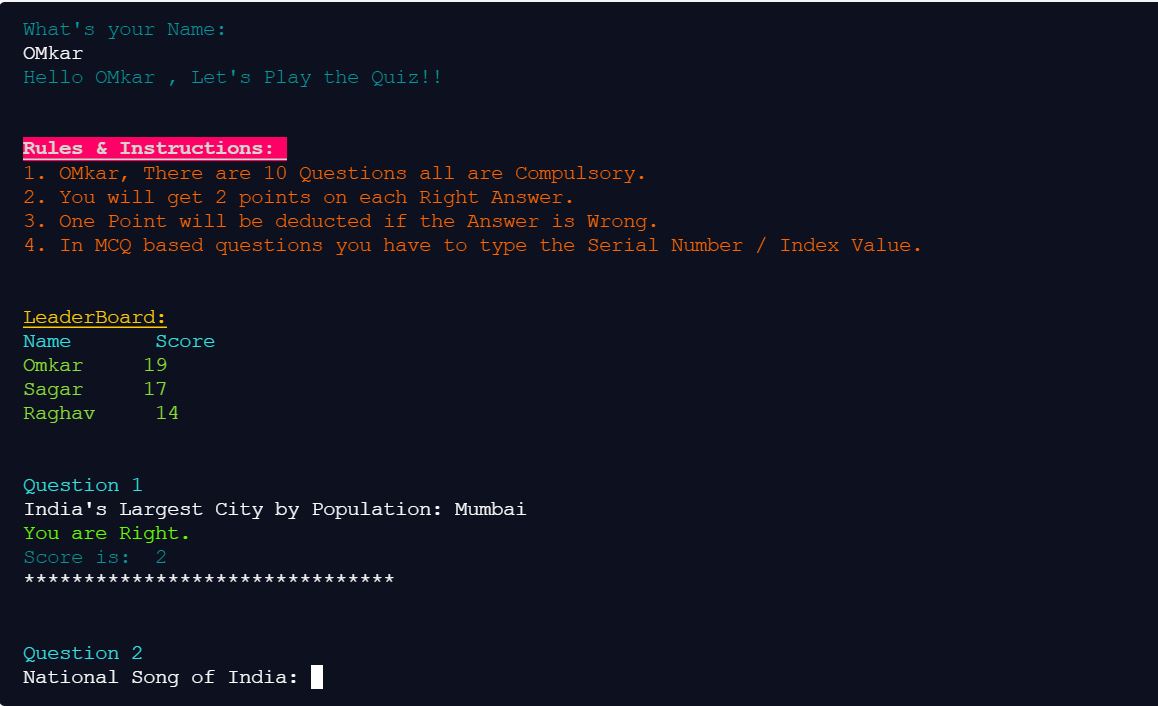 What's your Name:
OMkar
Hello OMkar , Let's Play the Quiz!!
Rules & Instructions:
1. OMkar, There are 10 Questions all are Compulsory.
2. You will get 2 points on each Right Answer.
3. One Point will be deducted if the Answer is Wrong.
4. In MCQ based questions you have to type the Serial Number / Index Value.
LeaderBoard:
Name       Score
Omkar     19
Sagar     17
Raghav     14
Question 1
India's Largest City by Population: Mumbai
You are Right.
Score is:  2
*******************************
Question 2
National Song of India: